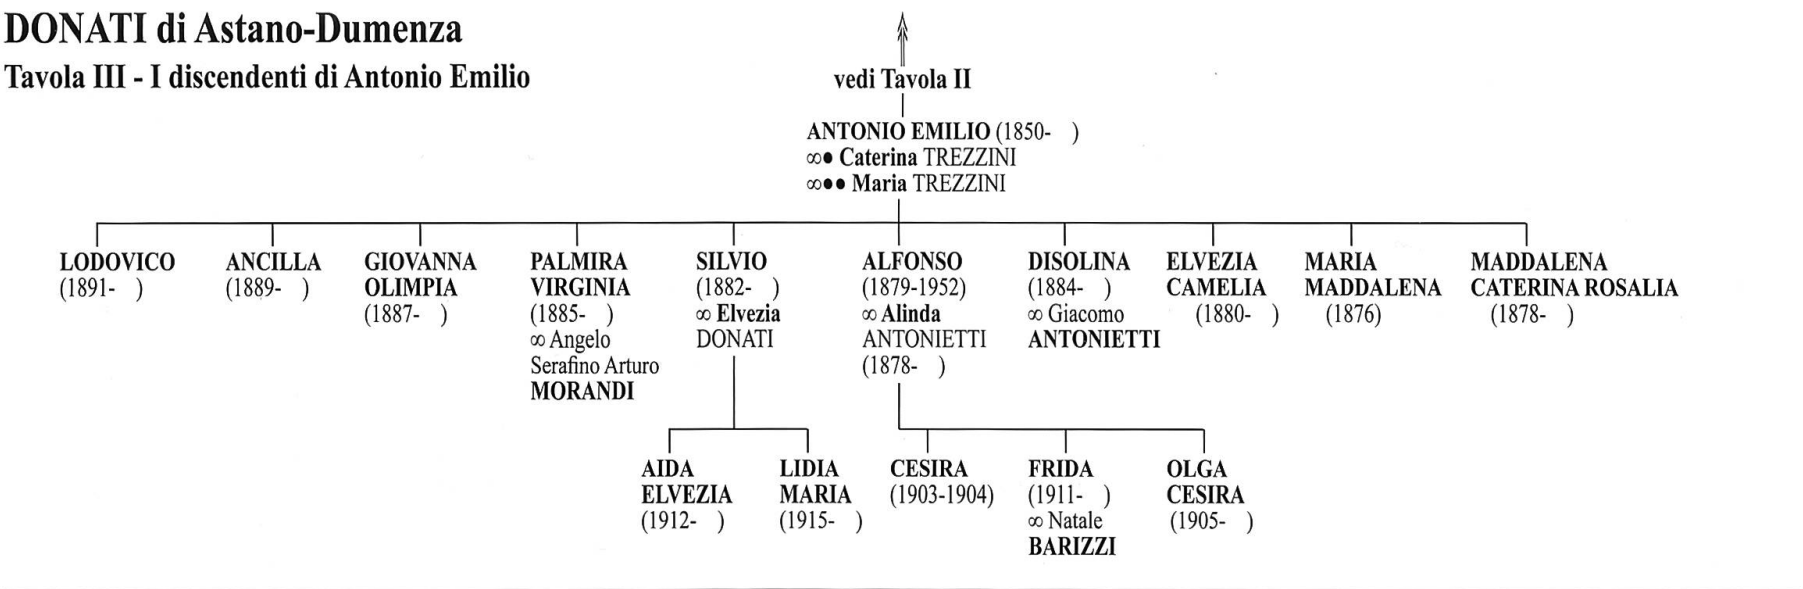 DONATI di Astano-Dumenza
Tavola III - I discendenti di Antonio Emilio
vedi Tavola II
ANTONIO EMILIO (1850-   )
∞● Caterina TREZZINI
∞●● Maria TREZZINI
LODOVICO
(1891-   )
ANCILLA
(1889-   )
GIOVANNA
OLIMPIA
(1887-   )
PALMIRA
VIRGINIA
(1885-   )
∞ Angelo
Serafino Arturo
MORANDI
SILVIO
(1882-   )
∞ Elvezia
DONATI
ALFONSO
(1879-1952)
∞ Alinda
ANTONIETTI
(1878-   )
DISOLINA
(1884-   )
∞ Giacomo
ANTONIETTI
ELVEZIA
CAMELIA
(1880-   )
MARIA
MADDALENA
(1876)
MADDALENA
CATERINA ROSALIA
(1878-   )
AIDA
ELVEZIA
(1912-   )
LIDIA
MARIA
(1915-   )
CESIRA
(1903-1904)
FRIDA
(1911-   )
∞ Natale
BARIZZI
OLGA
CESIRA
(1905-   )